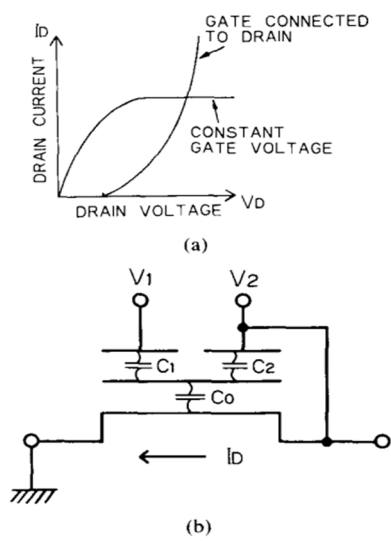 ID
GATE CONNECTED
TO DRAIN
DRAIN CURRENT
CONSTANT
GATE VOLTAGE
DRAIN VOLTAGE
VD
(a)
V1
V2
C1
C2
C0
ID
(b)